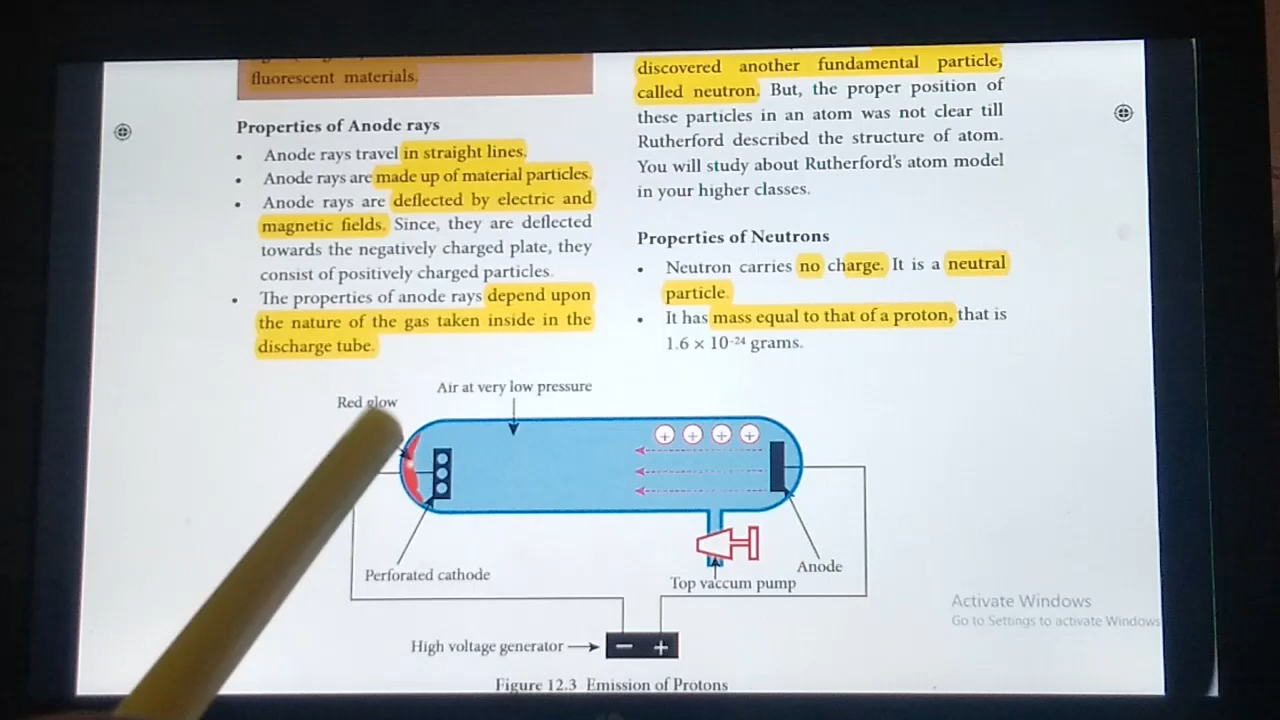 fluorescent materials.
Properties of Anode rays
• Anode rays travel in straight lines.
• Anode rays are made up of material particles.
• Anode rays are deflected by electric and
magnetic fields. Since, they are deflected
towards the negatively charged plate, they
consist of positively charged particles.
• The properties of anode rays depend upon
the nature of the gas taken inside in the
discharge tube.
discovered another fundamental particle,
called neutron. But, the proper position of
these particles in an atom was not clear till
Rutherford described the structure of atom.
You will study about Rutherford's atom model
in your higher classes.
Properties of Neutrons
• Neutron carries no charge. It is a neutral
particle.
• It has mass equal to that of a proton, that is
1.6 × 10⁻²⁴ grams.
Air at very low pressure
Red glow
+ + + +
Perforated cathode
Anode
Top vaccum pump
High voltage generator
− +
Figure 12.3 Emission of Protons
Activate Windows
Go to Settings to activate Windows